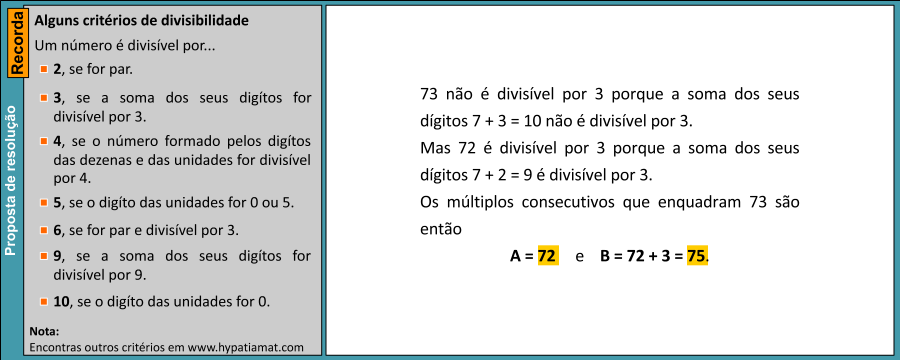 Recorda
Proposta de resolução
Alguns critérios de divisibilidade
Um número é divisível por...
2, se for par.
3, se a soma dos seus digítos for
divisível por 3.
4, se o número formado pelos digítos
das dezenas e das unidades for divisível
por 4.
5, se o digíto das unidades for 0 ou 5.
6, se for par e divisível por 3.
9, se a soma dos seus digítos for
divisível por 9.
10, se o digíto das unidades for 0.
Nota:
Encontras outros critérios em www.hypatiamat.com
73 não é divisível por 3 porque a soma dos seus
dígitos 7 + 3 = 10 não é divisível por 3.
Mas 72 é divisível por 3 porque a soma dos seus
dígitos 7 + 2 = 9 é divisível por 3.
Os múltiplos consecutivos que enquadram 73 são
então
A = 72 e B = 72 + 3 = 75.